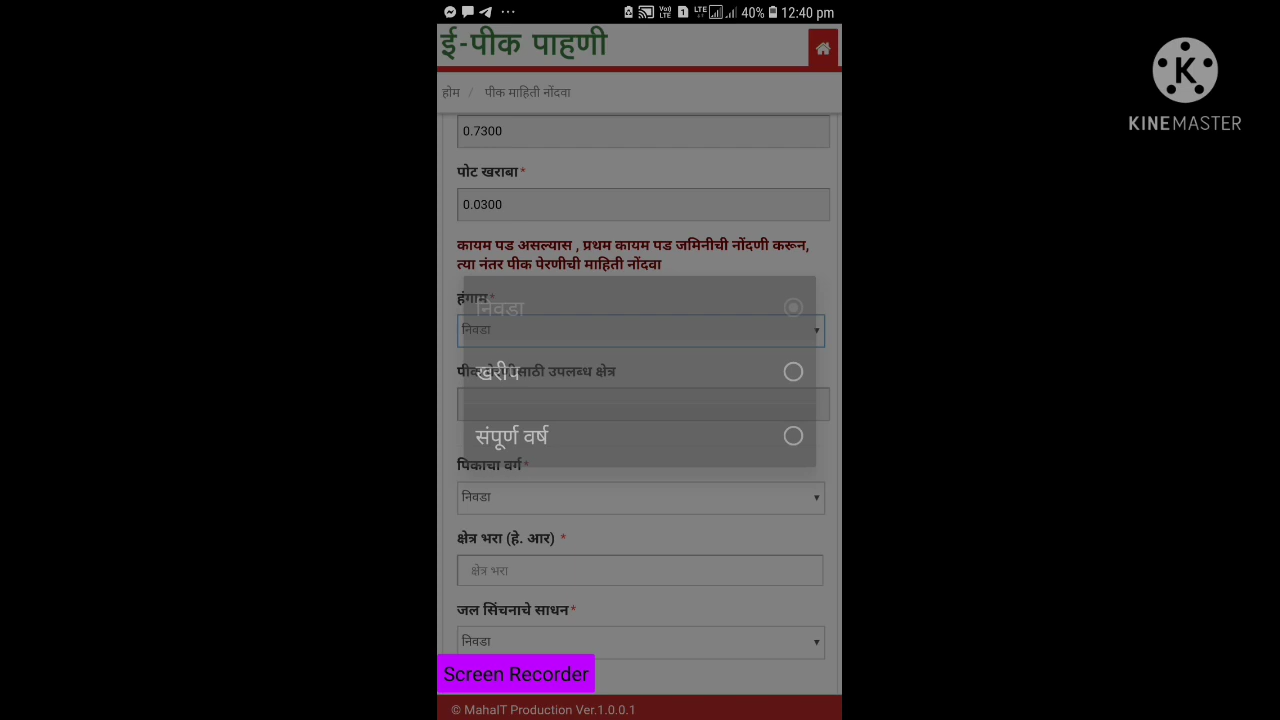 40% 12:40 pm
ई-पीक पाहणी
होम / पीक माहिती नोंदवा
0.7300
पोट खराबा*
0.0300
कायम पड असल्यास , प्रथम कायम पड जमिनीची नोंदणी करून,
त्या नंतर पीक पेरणीची माहिती नोंदवा
हंगाम*
निवडा
निवडा
खरीप
उपलब्ध क्षेत्र
संपूर्ण वर्ष
पिकाचा वर्ग*
निवडा
क्षेत्र भरा (हे. आर) *
क्षेत्र भरा
जल सिंचनाचे साधन*
निवडा
Screen Recorder
© MahaIT Production Ver.1.0.0.1
K
KINEMASTER